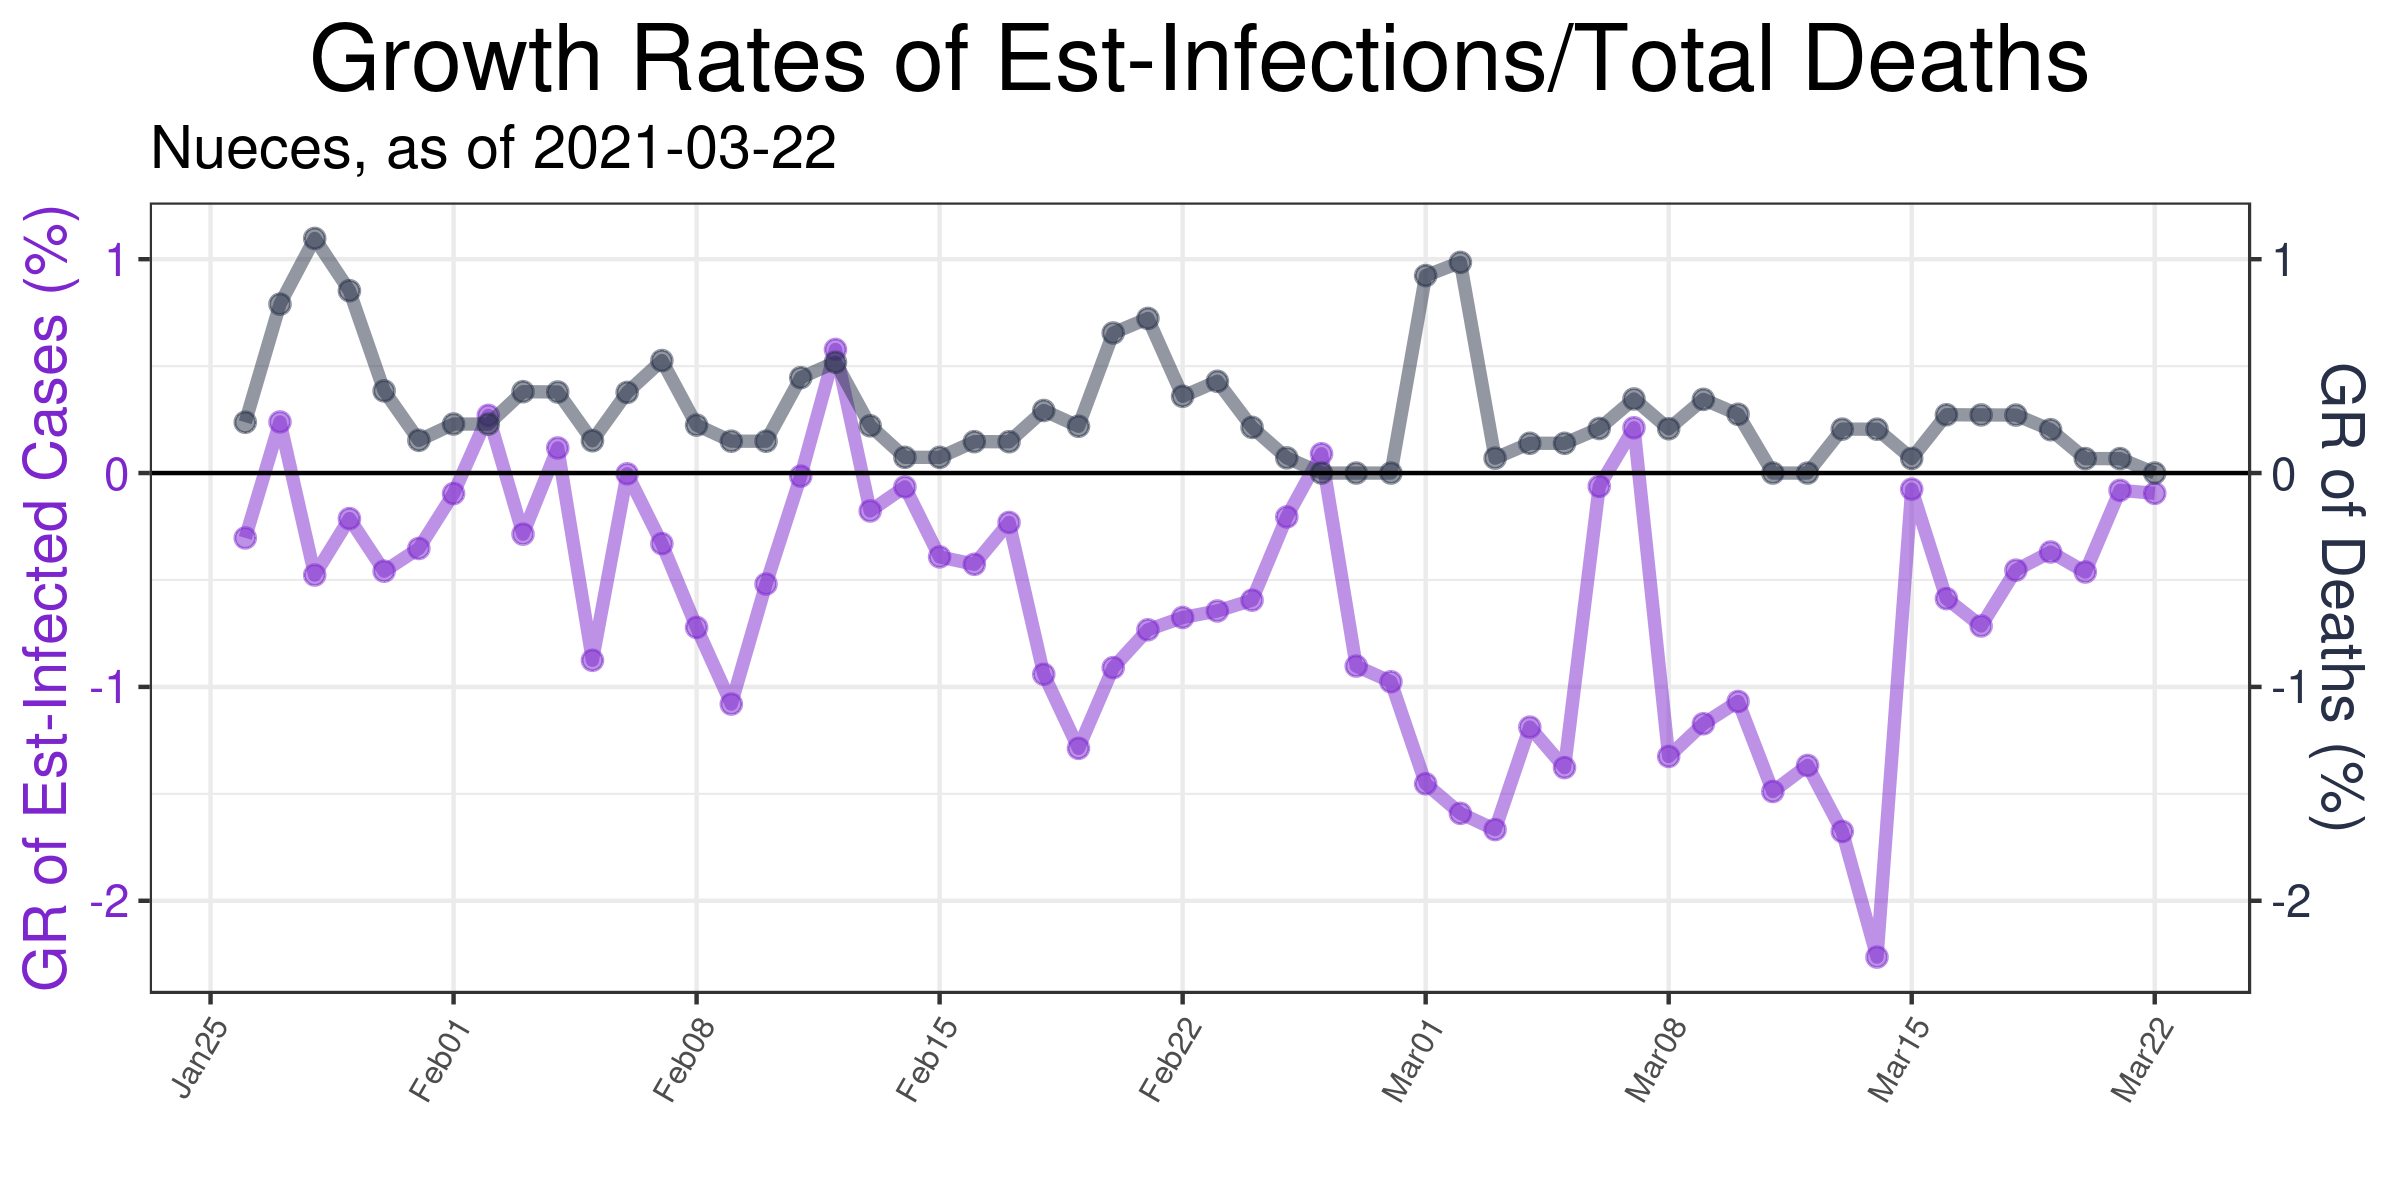 Growth Rates of Est-Infections/Total Deaths
Nueces, as of 2021-03-22
GR of Est-Infected Cases (%)
1
0
-1
-2
1
0
-1
-2
GR of Deaths (%)
Jan25
Feb01
Feb08
Feb15
Feb22
Mar01
Mar08
Mar15
Mar22